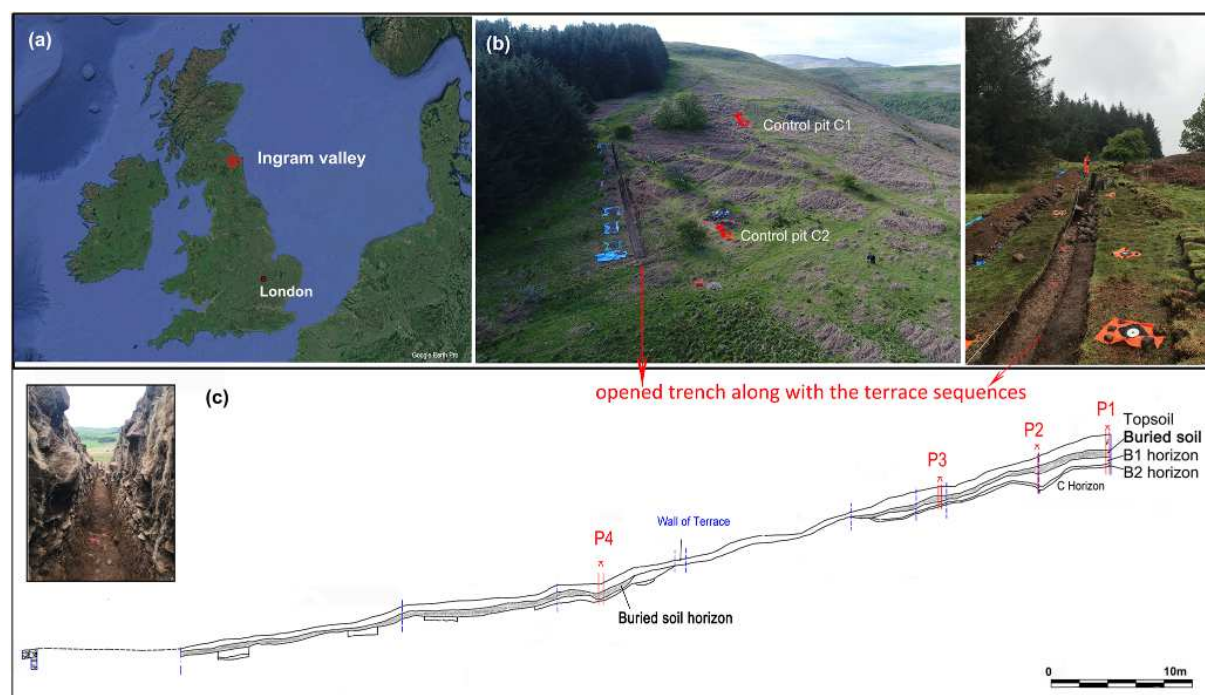 (a)
Ingram valley
London
Google Earth Pro
(b)
Control pit C1
Control pit C2
opened trench along with the terrace sequences
(c)
P1
Topsoil
Buried soil
B1 horizon
B2 horizon
P2
C Horizon
P3
Wall of Terrace
P4
Buried soil horizon
0 10m